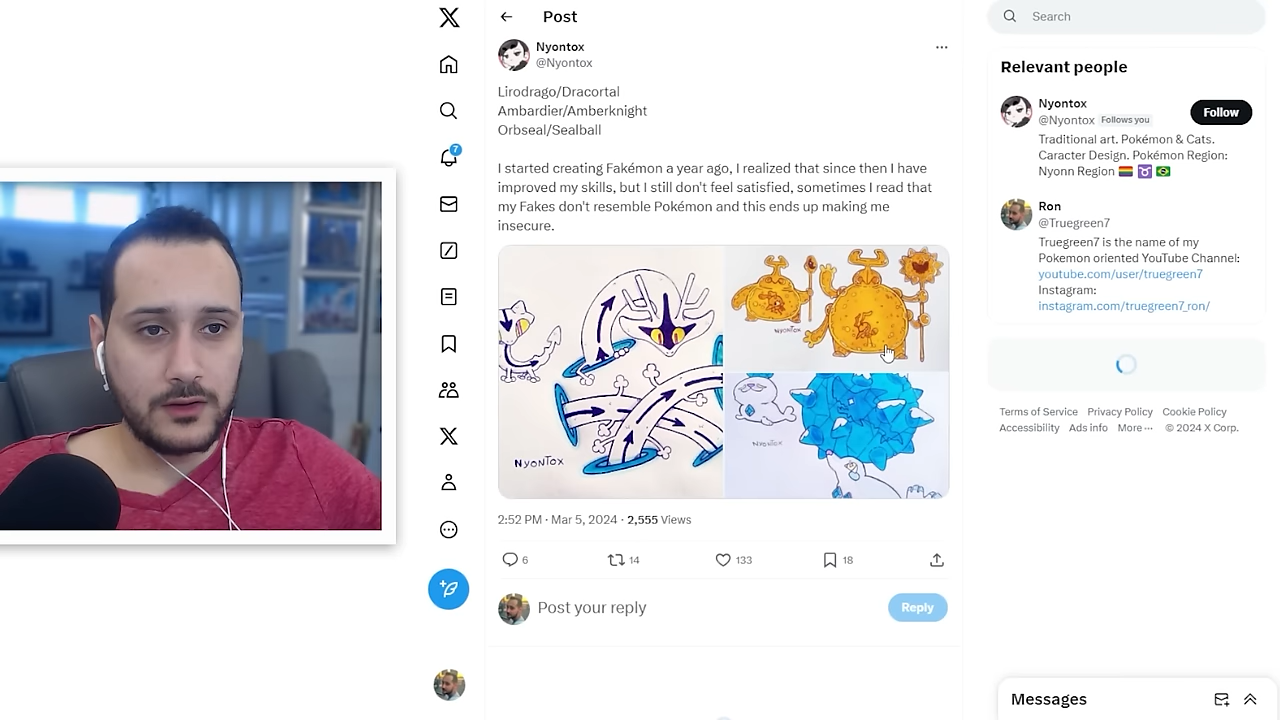 Post
Nyontox
@Nyontox
Lirodrago/Dracortal
Ambardier/Amberknight
Orbseal/Sealball
I started creating Fakémon a year ago, I realized that since then I have
improved my skills, but I still don't feel satisfied, sometimes I read that
my Fakes don't resemble Pokémon and this ends up making me
insecure.
NYONTOX
NYONTOX
NYONTOX
2:52 PM · Mar 5, 2024 · 2,555 Views
6
14
133
18
Post your reply
Reply
7
Search
Relevant people
Nyontox
@Nyontox Follows you
Follow
Traditional art. Pokémon & Cats.
Caracter Design. Pokémon Region:
Nyonn Region
Ron
@Truegreen7
Truegreen7 is the name of my
Pokemon oriented YouTube Channel:
youtube.com/user/truegreen7
Instagram:
instagram.com/truegreen7_ron/
Terms of Service Privacy Policy Cookie Policy
Accessibility Ads info More ··· © 2024 X Corp.
Messages